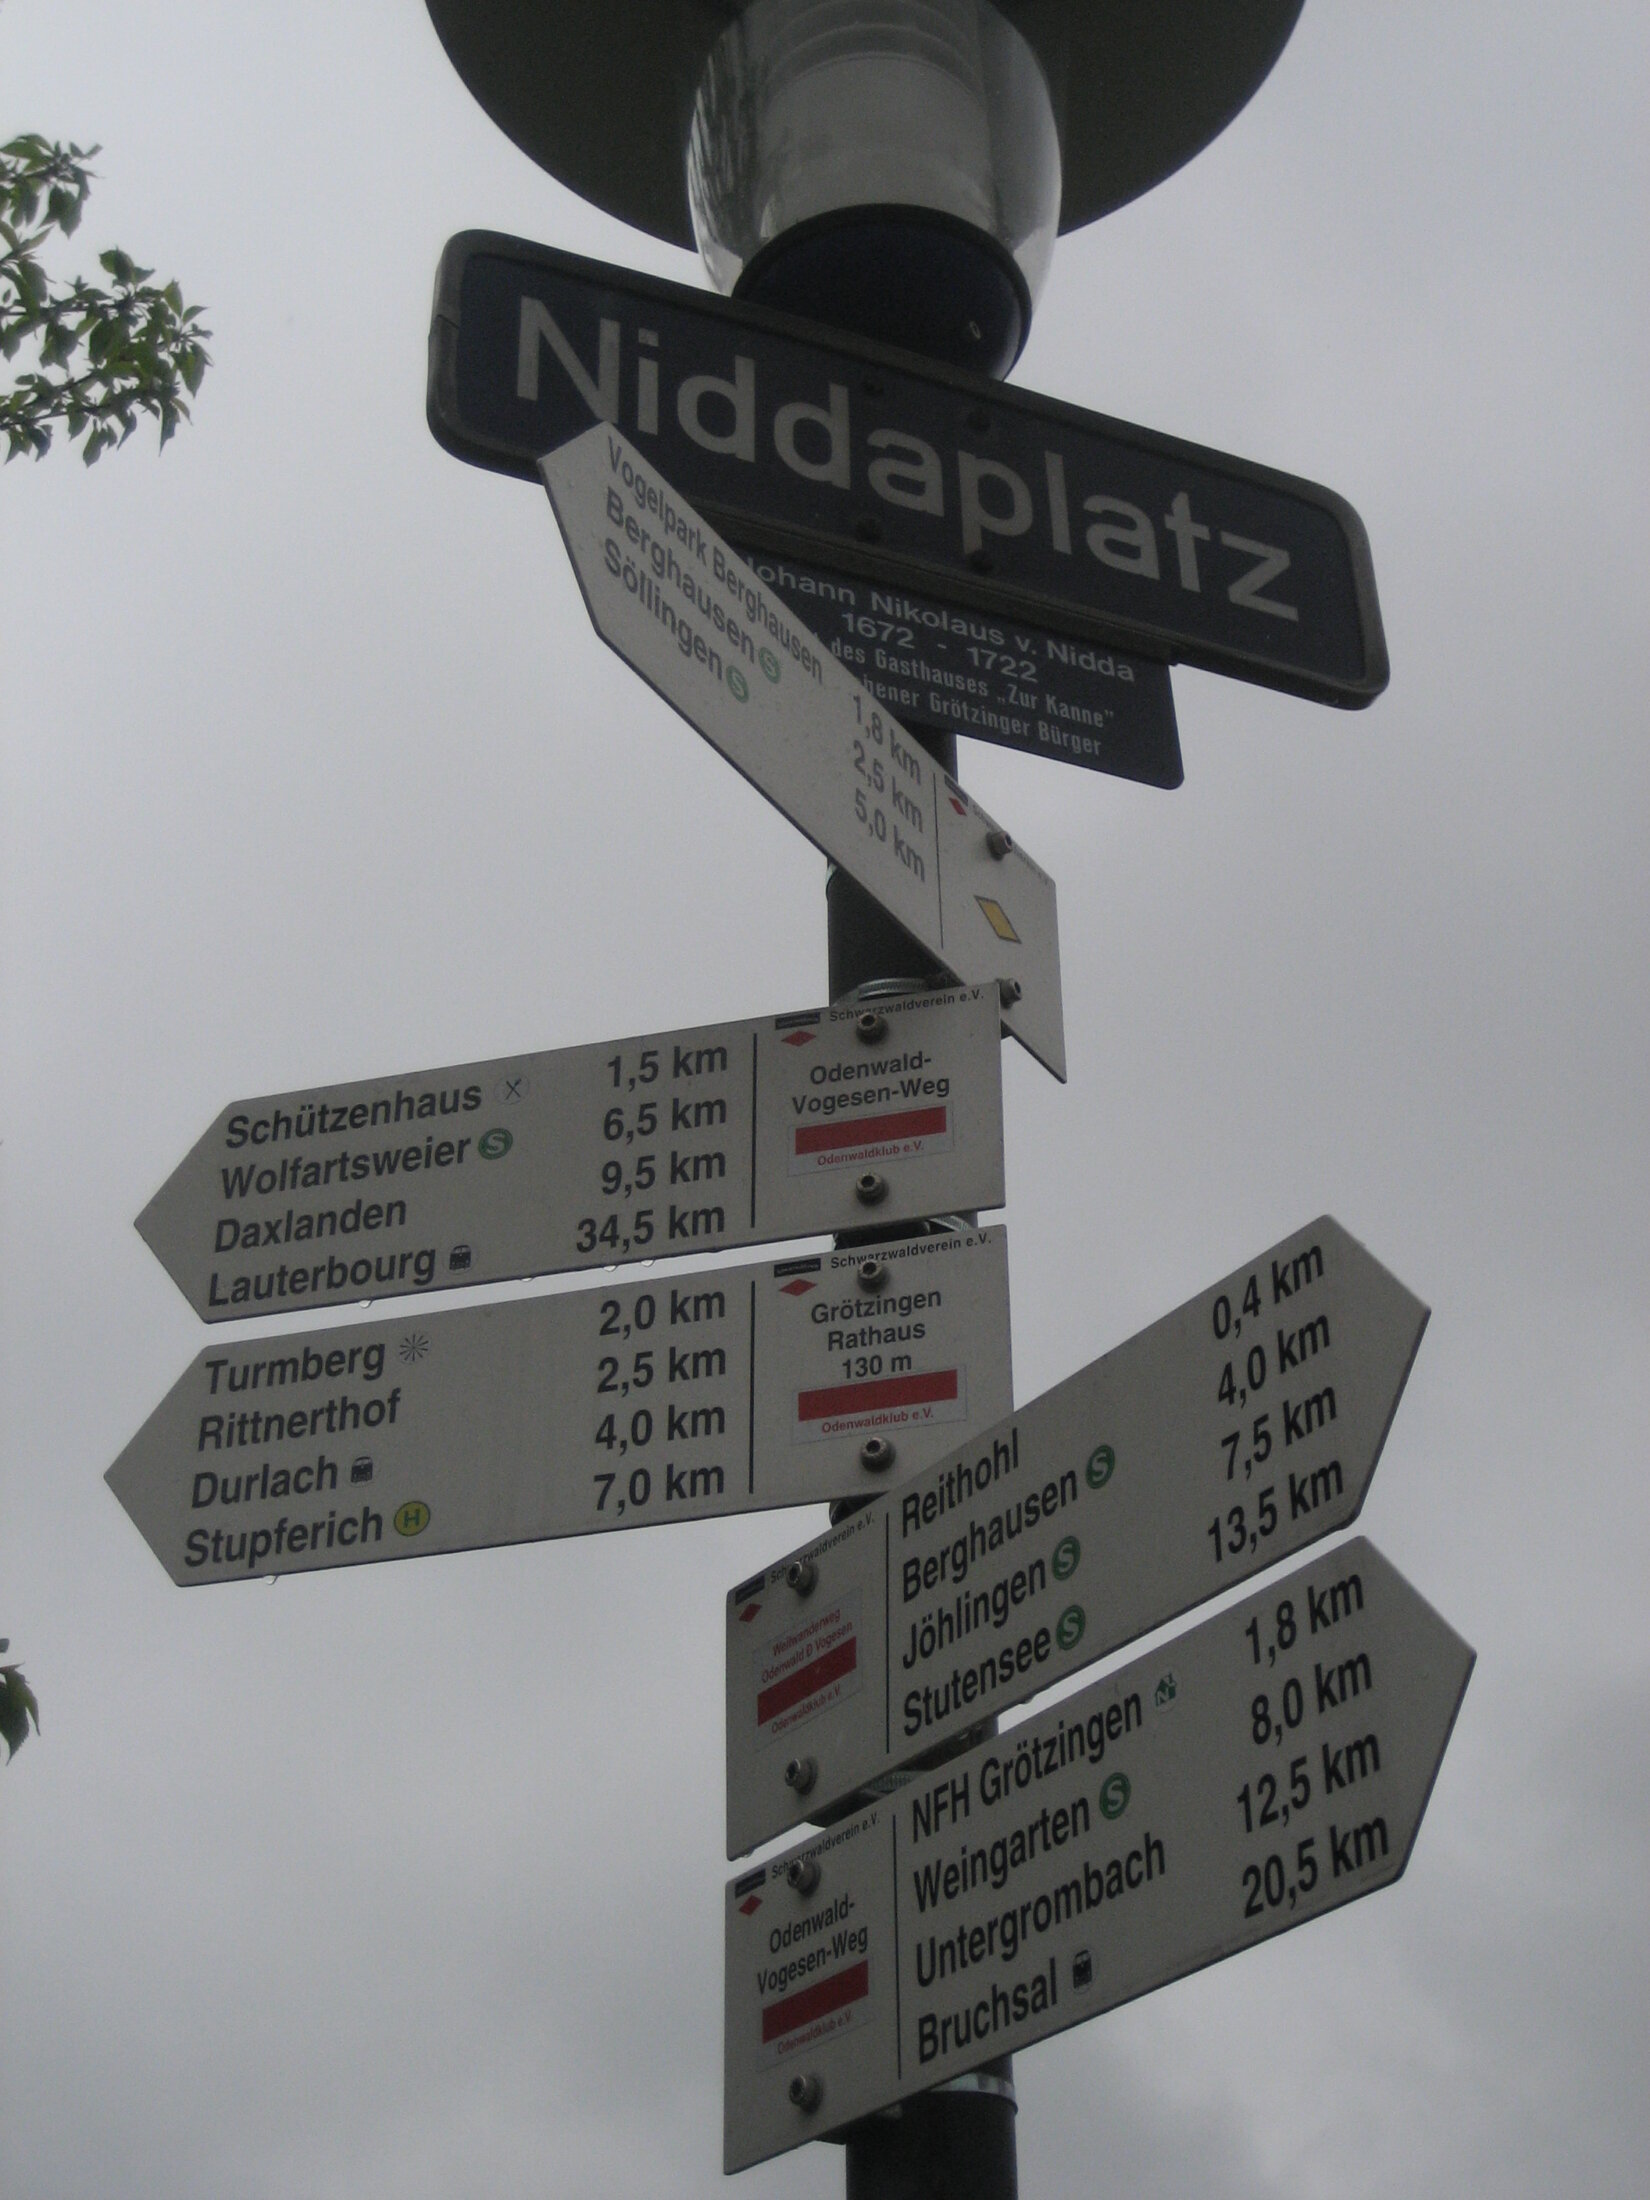 Niddaplatz
Johann Nikolaus v. Nidda
1672 - 1722
des Gasthauses „Zur Kanne"
Grötzinger Bürger
Vogelpark Berghausen 1,8 km
Berghausen S 2,5 km
Söllingen S 5,0 km
Schwarzwaldverein e.V.
Schützenhaus 1,5 km
Wolfartsweier S 6,5 km
Daxlanden 9,5 km
Lauterbourg 34,5 km
Odenwald-
Vogesen-Weg
Odenwaldklub e.V.
Schwarzwaldverein e.V.
Turmberg 2,0 km
Rittnerthof 2,5 km
Durlach 4,0 km
Stupferich H 7,0 km
Grötzingen
Rathaus
130 m
Odenwaldklub e.V.
Schwarzwaldverein e.V.
Weitwanderweg
Odenwald Ð Vogesen
Odenwaldklub e.V.
Reithohl 0,4 km
Berghausen S 4,0 km
Jöhlingen S 7,5 km
Stutensee S 13,5 km
Schwarzwaldverein e.V.
Odenwald-
Vogesen-Weg
Odenwaldklub e.V.
NFH Grötzingen N 1,8 km
Weingarten S 8,0 km
Untergrombach 12,5 km
Bruchsal 20,5 km